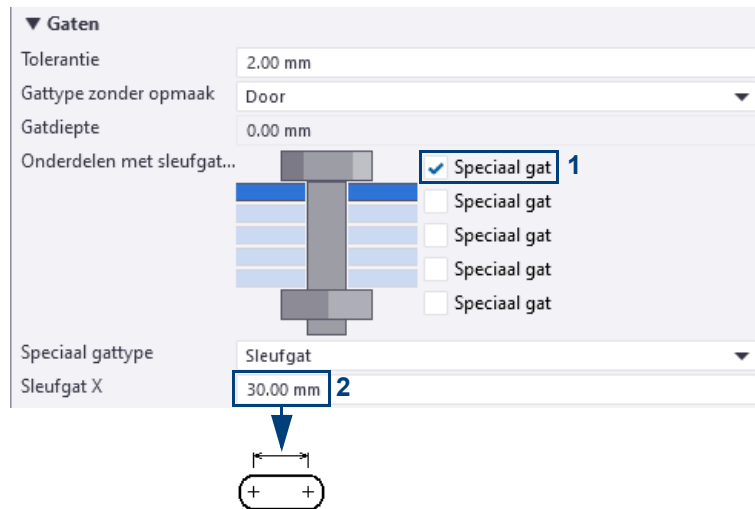 ▼ Gaten
Tolerantie 2.00 mm
Gattype zonder opmaak Door
Gatdiepte 0.00 mm
Onderdelen met sleufgat... Speciaal gat 1
Speciaal gat
Speciaal gat
Speciaal gat
Speciaal gat
Speciaal gattype Sleufgat
Sleufgat X 30.00 mm 2